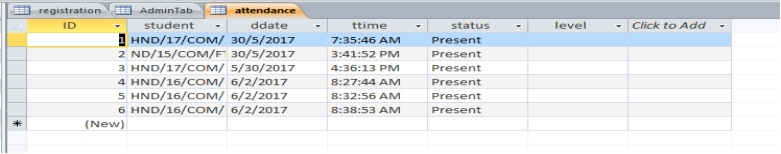 registration AdminTab attendance
ID student ddate ttime status level Click to Add
1 HND/17/COM/ 30/5/2017 7:35:46 AM Present
2 ND/15/COM/F 30/5/2017 3:41:52 PM Present
3 HND/17/COM/ 5/30/2017 4:36:13 PM Present
4 HND/16/COM/ 6/2/2017 8:27:44 AM Present
5 HND/16/COM/ 6/2/2017 8:32:56 AM Present
6 HND/16/COM/ 6/2/2017 8:38:53 AM Present
* (New)